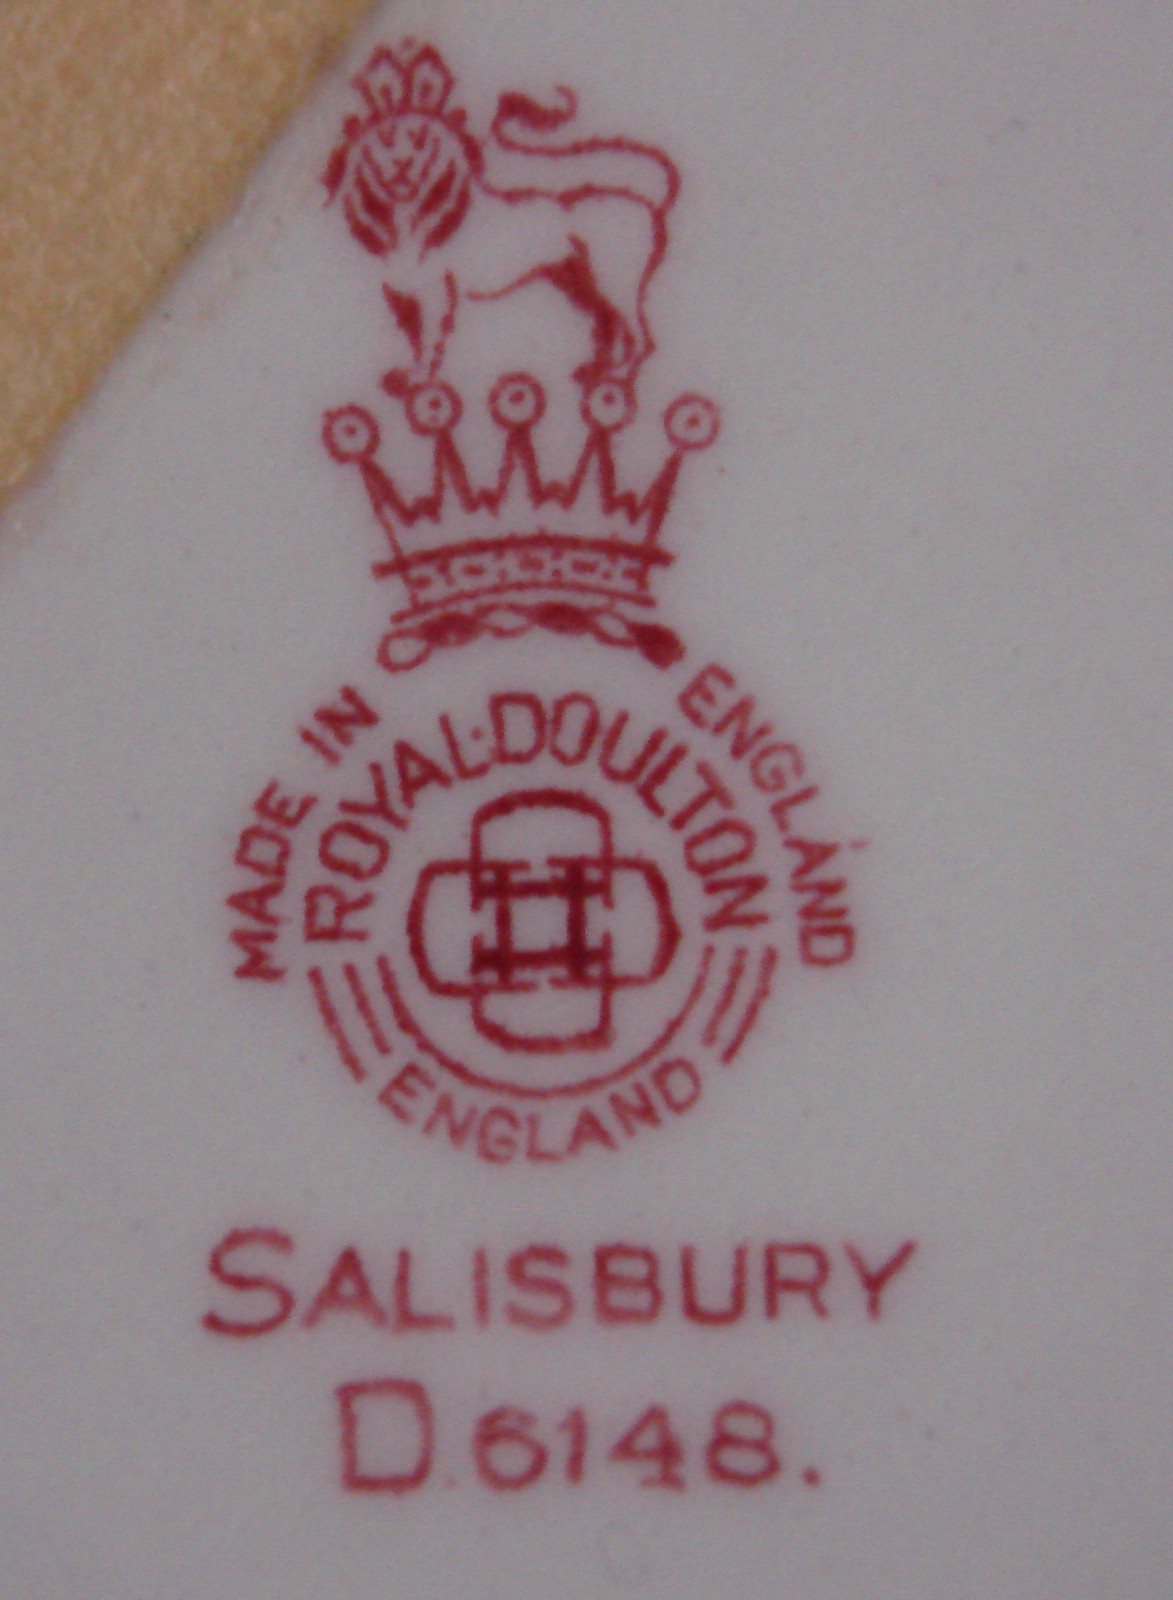 MADE IN ENGLAND
ROYAL·DOULTON
ENGLAND
SALISBURY
D.6148.